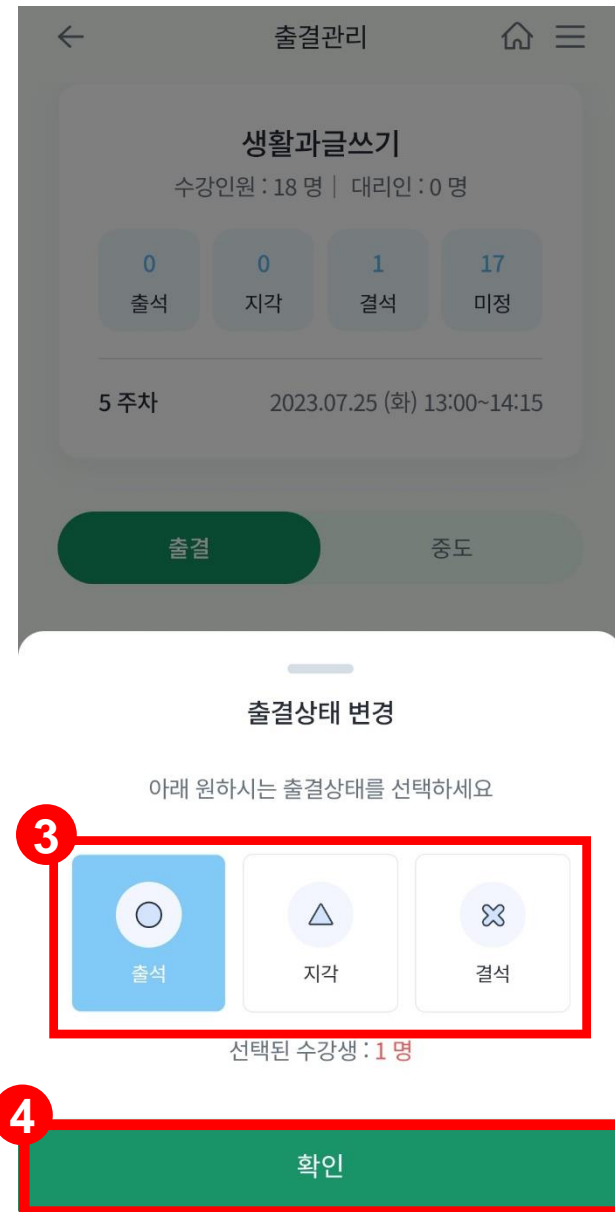 출결관리
생활과글쓰기
수강인원 : 18 명 | 대리인 : 0 명
0 0 1 17
출석 지각 결석 미정
5 주차 2023.07.25 (화) 13:00~14:15
출결 중도
출결상태 변경
아래 원하시는 출결상태를 선택하세요
3
출석 지각 결석
선택된 수강생 : 1 명
4
확인